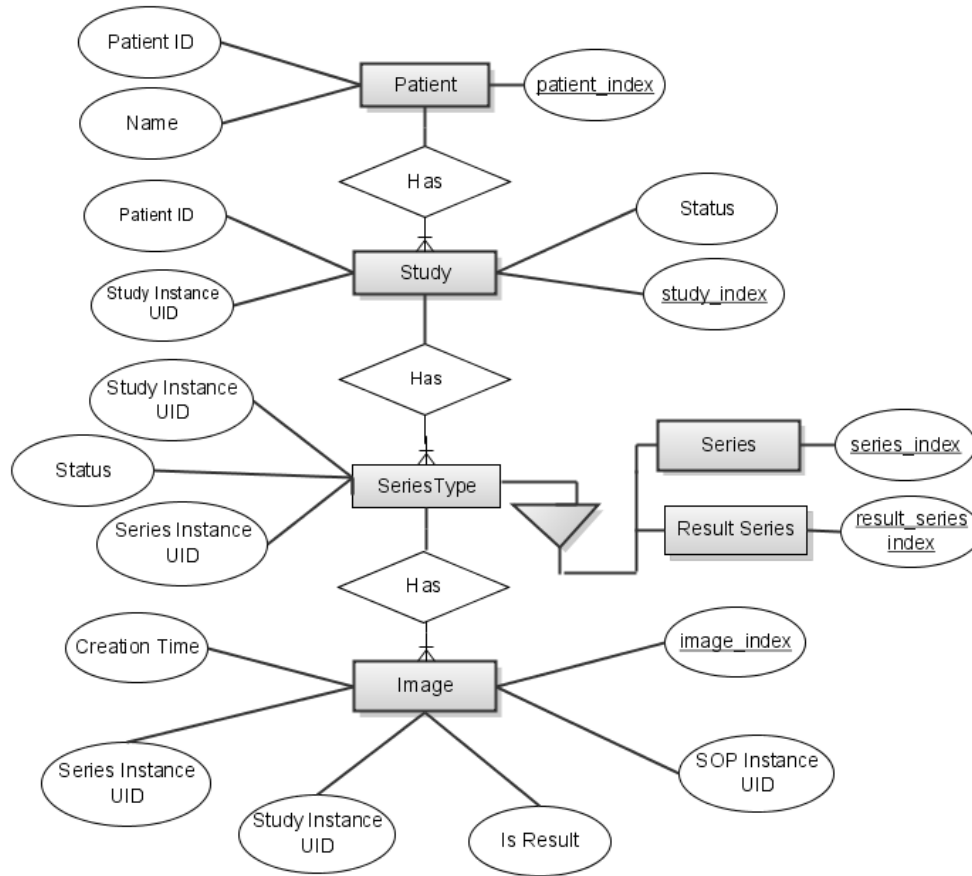 Patient ID
Patient
patient_index
Name
Has
Patient ID
Status
Study
Study Instance
UID
study_index
Has
Study Instance
UID
Status
SeriesType
Series
series_index
Series Instance
UID
Result Series
result_series
index
Has
Creation Time
image_index
Image
Series Instance
UID
SOP Instance
UID
Study Instance
UID
Is Result